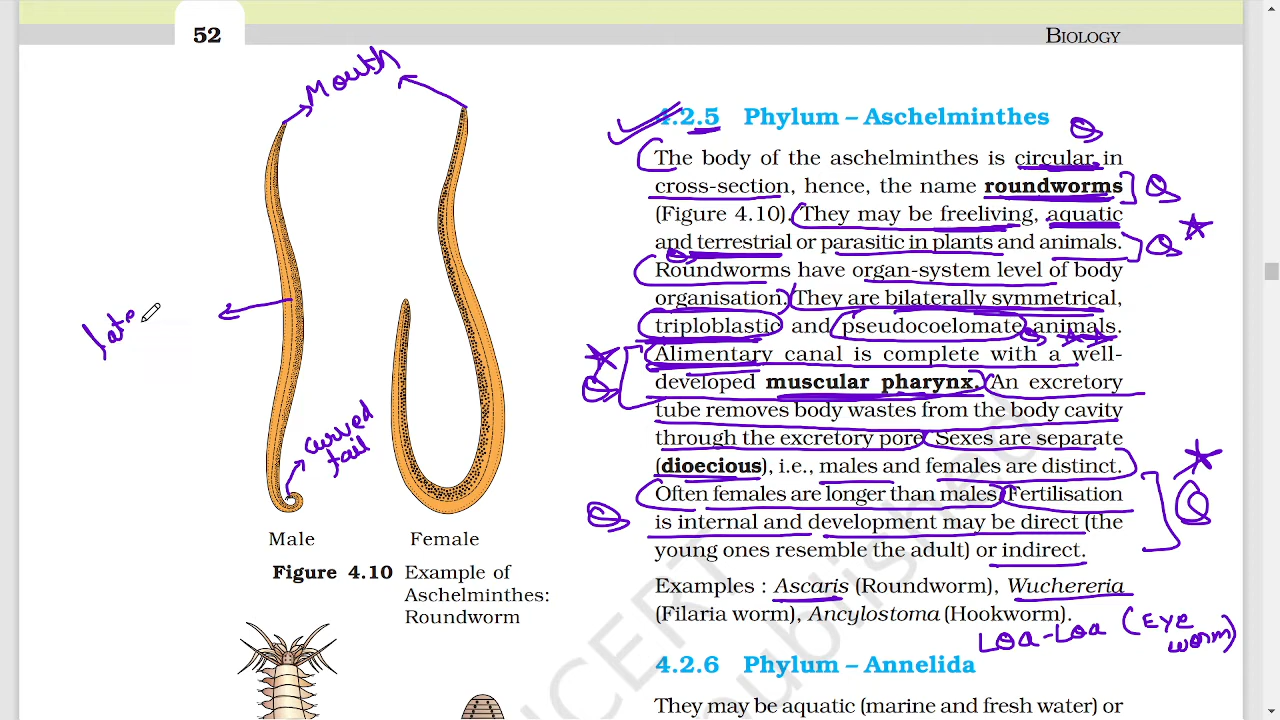 52
BIOLOGY
Mouth
late
curved
tail
Male Female
Figure 4.10 Example of
Aschelminthes:
Roundworm
4.2.5 Phylum – Aschelminthes
The body of the aschelminthes is circular in
cross-section, hence, the name roundworms
(Figure 4.10). They may be freeliving, aquatic
and terrestrial or parasitic in plants and animals.
Roundworms have organ-system level of body
organisation. They are bilaterally symmetrical,
triploblastic and pseudocoelomate animals.
Alimentary canal is complete with a well-
developed muscular pharynx. An excretory
tube removes body wastes from the body cavity
through the excretory pore. Sexes are separate
(dioecious), i.e., males and females are distinct.
Often females are longer than males. Fertilisation
is internal and development may be direct (the
young ones resemble the adult) or indirect.
Examples : Ascaris (Roundworm), Wuchereria
(Filaria worm), Ancylostoma (Hookworm).
Loa-Loa (Eye
worm)
4.2.6 Phylum – Annelida
They may be aquatic (marine and fresh water) or